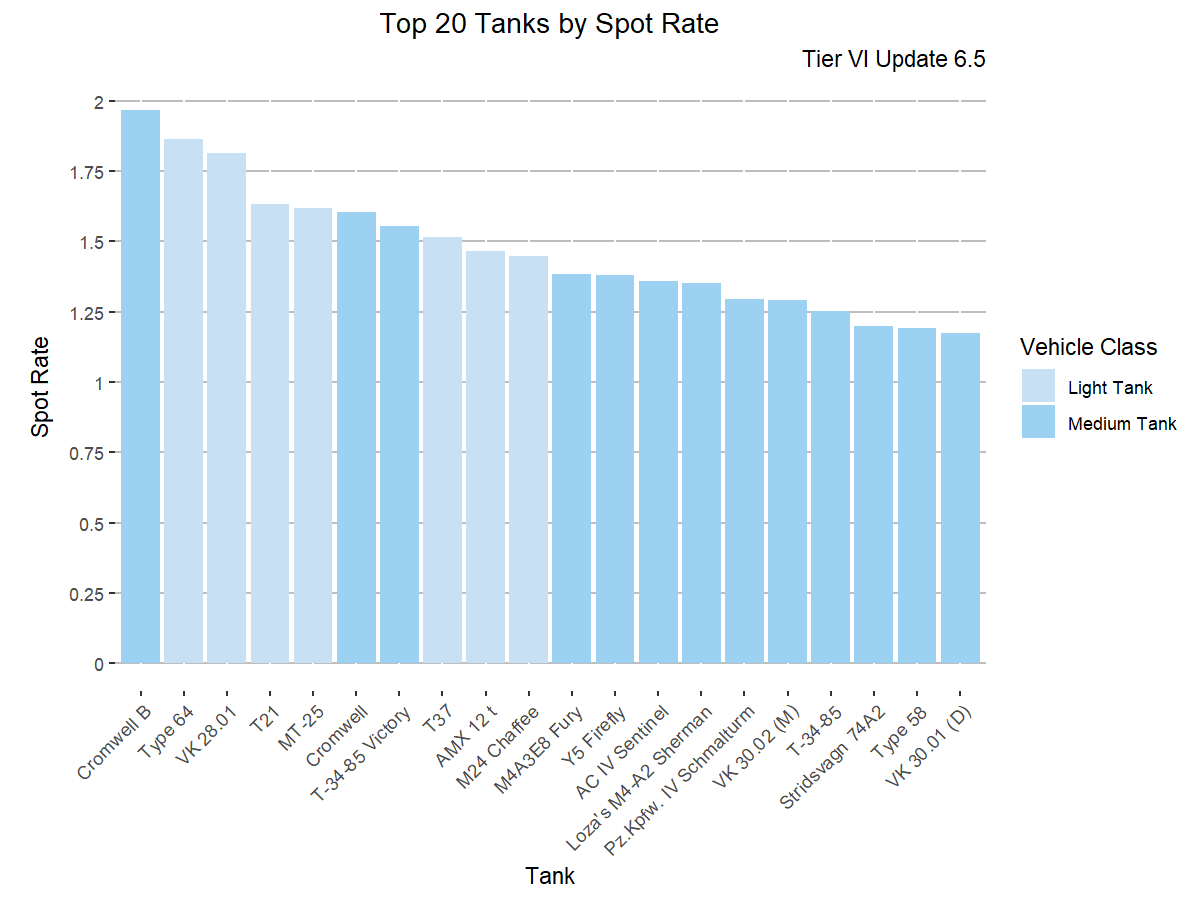 Top 20 Tanks by Spot Rate
Tier VI Update 6.5
2
1.75
1.5
1.25
1
0.75
0.5
0.25
0
Spot Rate
Cromwell B
Type 64
VK 28.01
T21
MT-25
Cromwell
T-34-85 Victory
T37
AMX 12 t
M24 Chaffee
M4A3E8 Fury
Y5 Firefly
AC IV Sentinel
Loza's M4-A2 Sherman
Pz.Kpfw. IV Schmalturm
VK 30.02 (M)
T-34-85
Stridsvagn 74A2
Type 58
VK 30.01 (D)
Tank
Vehicle Class
Light Tank
Medium Tank